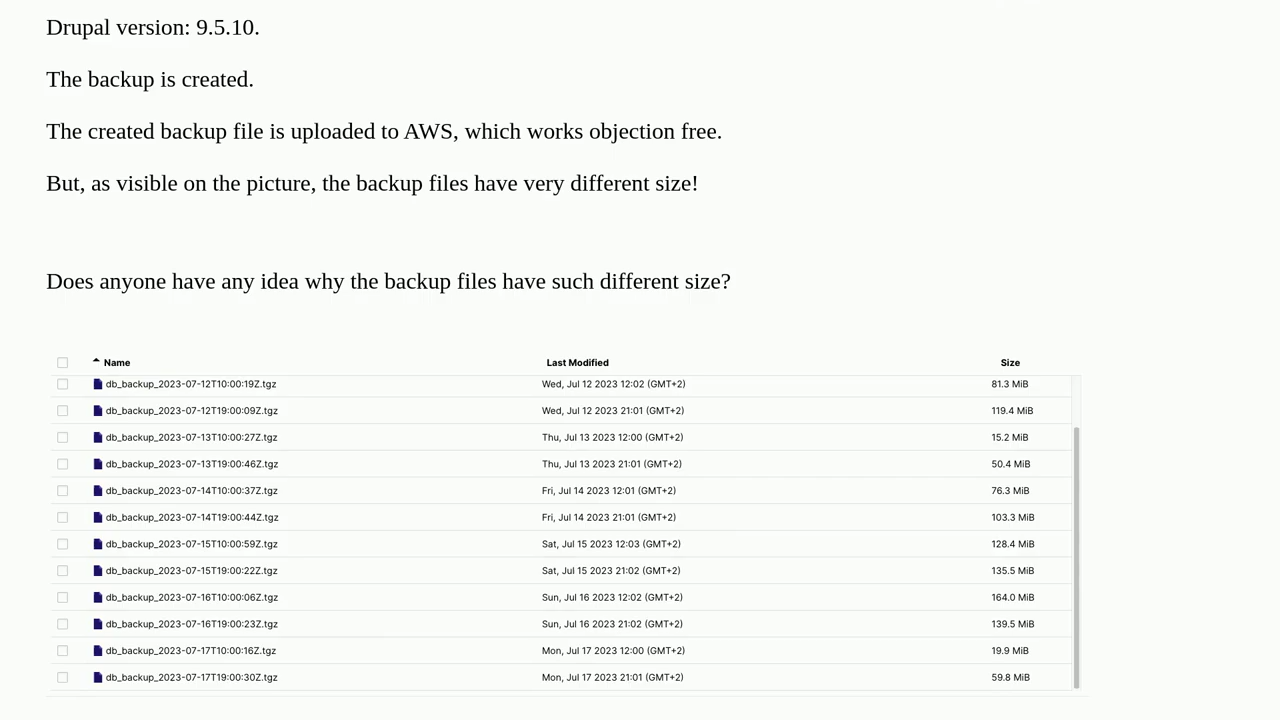 Drupal version: 9.5.10.
The backup is created.
The created backup file is uploaded to AWS, which works objection free.
But, as visible on the picture, the backup files have very different size!
Does anyone have any idea why the backup files have such different size?
Name Last Modified Size
db_backup_2023-07-12T10:00:19Z.tgz Wed, Jul 12 2023 12:02 (GMT+2) 81.3 MiB
db_backup_2023-07-12T19:00:09Z.tgz Wed, Jul 12 2023 21:01 (GMT+2) 119.4 MiB
db_backup_2023-07-13T10:00:27Z.tgz Thu, Jul 13 2023 12:00 (GMT+2) 15.2 MiB
db_backup_2023-07-13T19:00:46Z.tgz Thu, Jul 13 2023 21:01 (GMT+2) 50.4 MiB
db_backup_2023-07-14T10:00:37Z.tgz Fri, Jul 14 2023 12:01 (GMT+2) 76.3 MiB
db_backup_2023-07-14T19:00:44Z.tgz Fri, Jul 14 2023 21:01 (GMT+2) 103.3 MiB
db_backup_2023-07-15T10:00:59Z.tgz Sat, Jul 15 2023 12:03 (GMT+2) 128.4 MiB
db_backup_2023-07-15T19:00:22Z.tgz Sat, Jul 15 2023 21:02 (GMT+2) 135.5 MiB
db_backup_2023-07-16T10:00:06Z.tgz Sun, Jul 16 2023 12:02 (GMT+2) 164.0 MiB
db_backup_2023-07-16T19:00:23Z.tgz Sun, Jul 16 2023 21:02 (GMT+2) 139.5 MiB
db_backup_2023-07-17T10:00:16Z.tgz Mon, Jul 17 2023 12:00 (GMT+2) 19.9 MiB
db_backup_2023-07-17T19:00:30Z.tgz Mon, Jul 17 2023 21:01 (GMT+2) 59.8 MiB